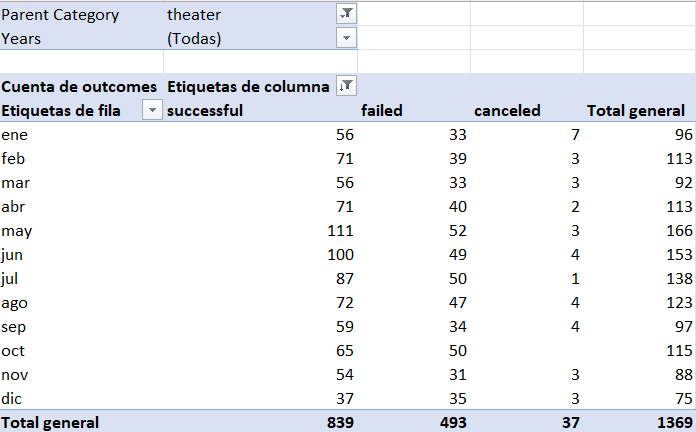 Parent Category theater
Years (Todas)
Cuenta de outcomes Etiquetas de columna
Etiquetas de fila successful failed canceled Total general
ene 56 33 7 96
feb 71 39 3 113
mar 56 33 3 92
abr 71 40 2 113
may 111 52 3 166
jun 100 49 4 153
jul 87 50 1 138
ago 72 47 4 123
sep 59 34 4 97
oct 65 50 115
nov 54 31 3 88
dic 37 35 3 75
Total general 839 493 37 1369